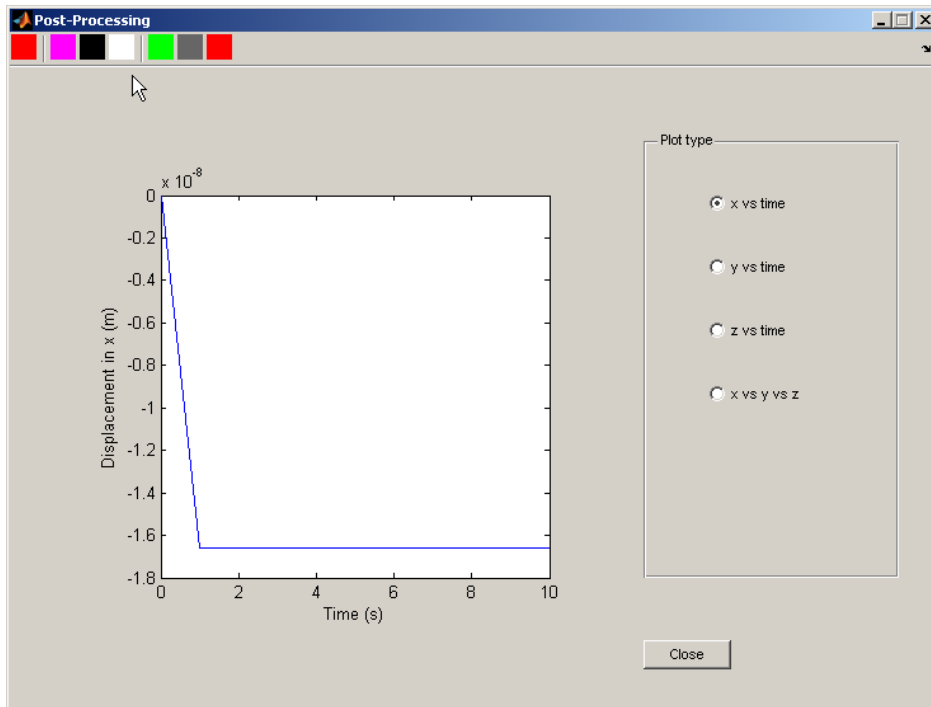 Post-Processing
Plot type
x vs time
y vs time
z vs time
x vs y vs z
x 10^-8
0
-0.2
-0.4
-0.6
-0.8
-1
-1.2
-1.4
-1.6
-1.8
Displacement in x (m)
0 2 4 6 8 10
Time (s)
Close